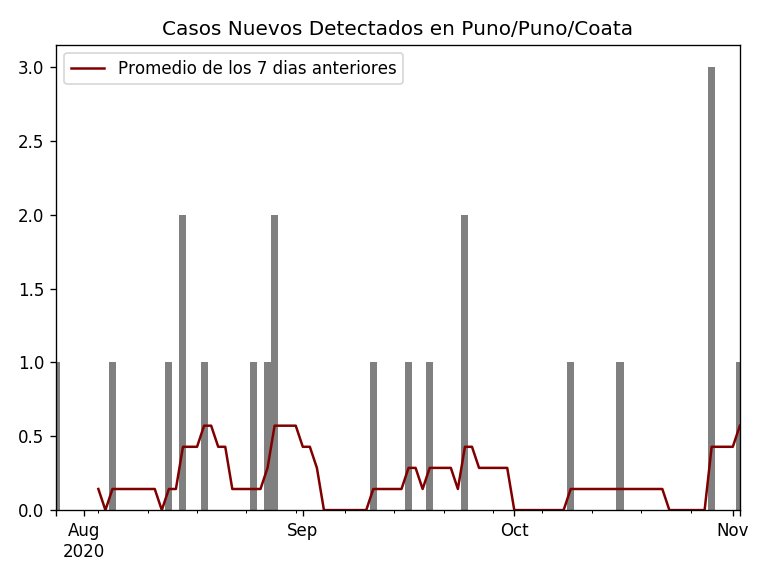 Casos Nuevos Detectados en Puno/Puno/Coata
Promedio de los 7 dias anteriores
3.0
2.5
2.0
1.5
1.0
0.5
0.0
Aug Sep Oct Nov
2020